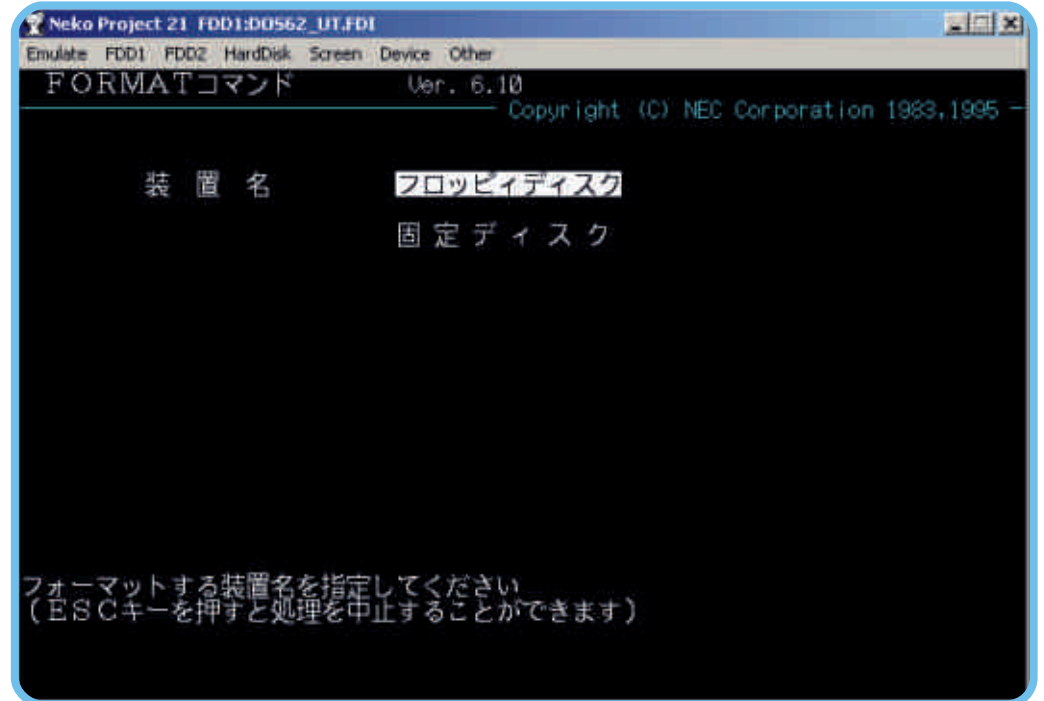 Neko Project 21 FDD1:DOS62_UT.FDI
Emulate FDD1 FDD2 HardDisk Screen Device Other
FORMATコマンド Ver. 6.10
Copyright (C) NEC Corporation 1983,1995
装 置 名 フロッピィディスク
固 定 デ ィ ス ク
フォーマットする装置名を指定してください
(ESCキーを押すと処理を中止することができます)